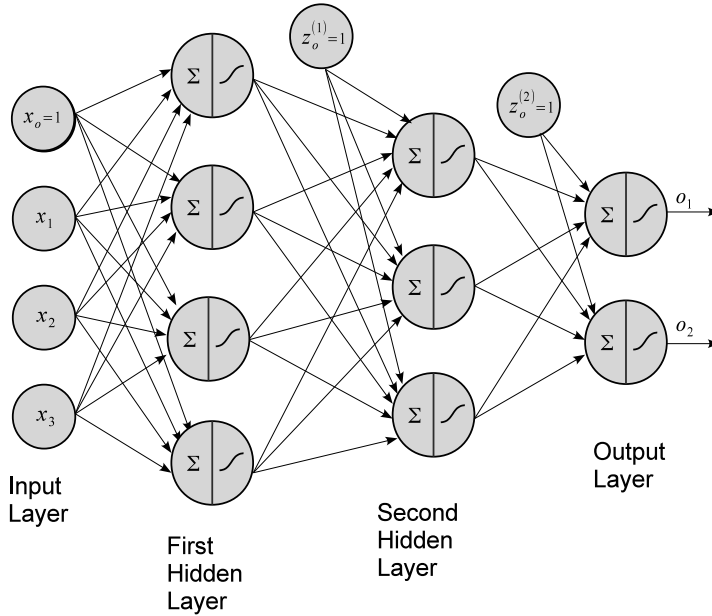 x_o=1
x_1
x_2
x_3
Input
Layer
Σ
Σ
Σ
Σ
First
Hidden
Layer
z_o^(1)=1
Σ
Σ
Σ
Second
Hidden
Layer
z_o^(2)=1
Σ
Σ
o_1
o_2
Output
Layer